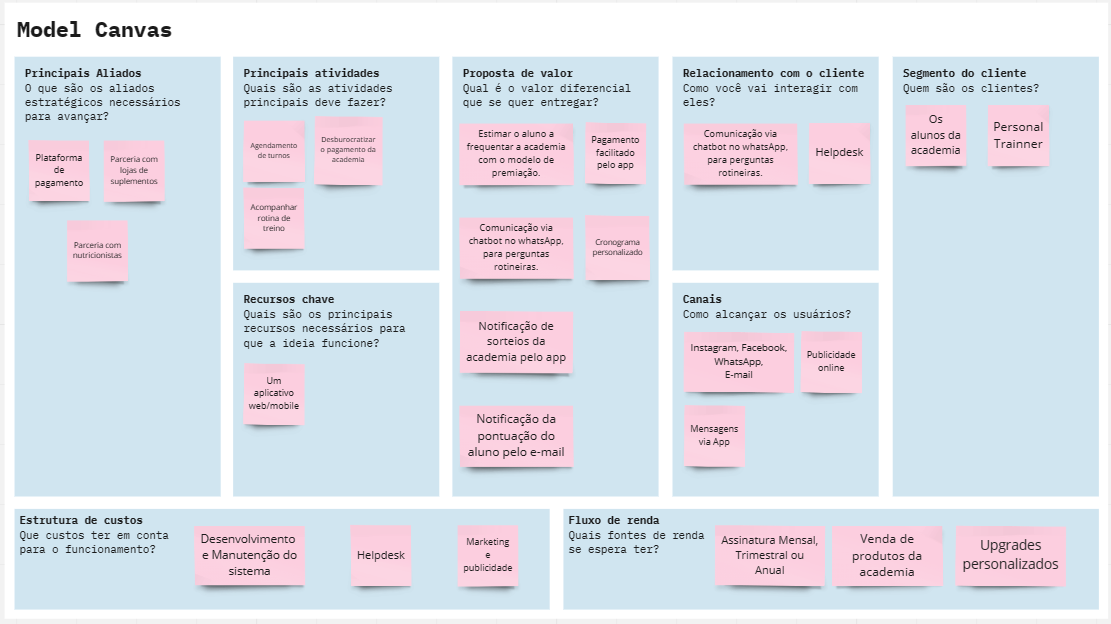 Model Canvas
Principais Aliados
O que são os aliados
estratégicos necessários
para avançar?
Plataforma
de
pagamento
Parceria com
lojas de
suplementos
Parceria com
nutricionistas
Principais atividades
Quais são as atividades
principais deve fazer?
Agendamento
de turnos
Desburocratizar
o pagamento da
academia
Acompanhar
rotina de
treino
Recursos chave
Quais são os principais
recursos necessários para
que a ideia funcione?
Um
aplicativo
web/mobile
Proposta de valor
Qual é o valor diferencial
que se quer entregar?
Estimar o aluno a
frequentar a academia
com o modelo de
premiação.
Pagamento
facilitado
pelo app
Comunicação via
chatbot no whatsApp,
para perguntas
rotineiras.
Cronograma
personalizado
Notificação de
sorteios da
academia pelo app
Notificação da
pontuação do
aluno pelo e-mail
Relacionamento com o cliente
Como você vai interagir com
eles?
Comunicação via
chatbot no whatsApp,
para perguntas
rotineiras.
Helpdesk
Canais
Como alcançar os usuários?
Instagram, Facebook,
WhatsApp,
E-mail
Publicidade
online
Mensagens
via App
Segmento do cliente
Quem são os clientes?
Os
alunos da
academia
Personal
Trainner
Estrutura de custos
Que custos ter em conta
para o funcionamento?
Desenvolvimento
e Manutenção do
sistema
Helpdesk
Marketing
e
publicidade
Fluxo de renda
Quais fontes de renda
se espera ter?
Assinatura Mensal,
Trimestral ou
Anual
Venda de
produtos da
academia
Upgrades
personalizados